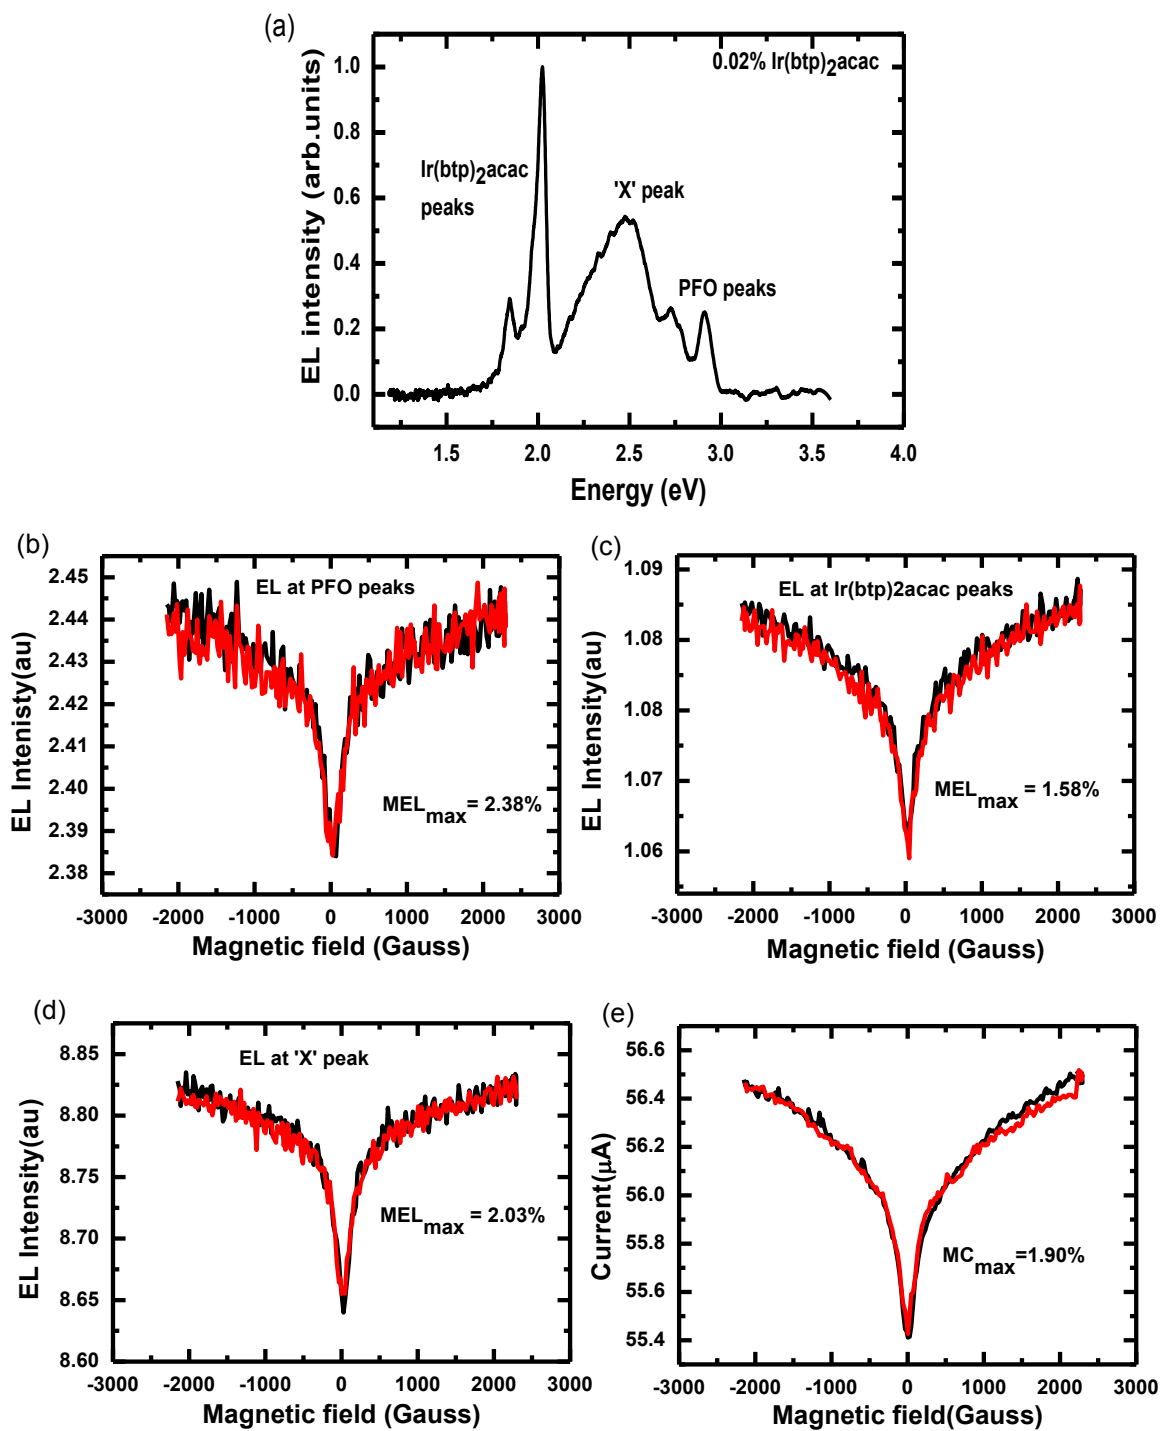 (a)
0.02% Ir(btp)2acac
EL intensity (arb.units)
1.0
0.8
0.6
0.4
0.2
0.0
Ir(btp)2acac
peaks
'X' peak
PFO peaks
1.5 2.0 2.5 3.0 3.5 4.0
Energy (eV)
(b)
EL at PFO peaks
EL Intenisty(au)
2.45
2.44
2.43
2.42
2.41
2.40
2.39
2.38
MELmax = 2.38%
-3000 -2000 -1000 0 1000 2000 3000
Magnetic field (Gauss)
(c)
EL at Ir(btp)2acac peaks
EL Intensity(au)
1.09
1.08
1.08
1.07
1.06
MELmax = 1.58%
-3000 -2000 -1000 0 1000 2000 3000
Magnetic field(Gauss)
(d)
EL at 'X' peak
EL Intensity(au)
8.85
8.80
8.75
8.70
8.65
8.60
MELmax = 2.03%
-3000 -2000 -1000 0 1000 2000 3000
Magnetic field (Gauss)
(e)
Current(μA)
56.6
56.4
56.2
56.0
55.8
55.6
55.4
MCmax=1.90%
-3000 -2000 -1000 0 1000 2000 3000
Magnetic field(Gauss)